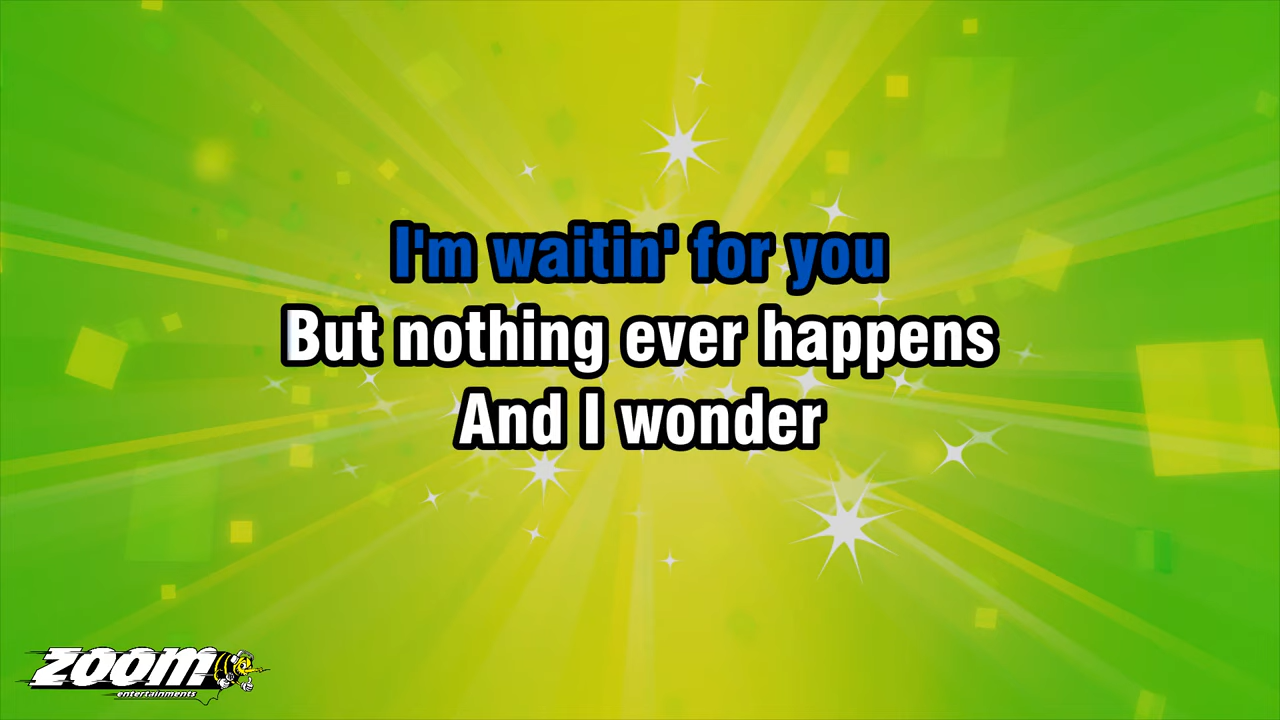 I'm waitin' for you
But nothing ever happens
And I wonder
zoom
entertainments